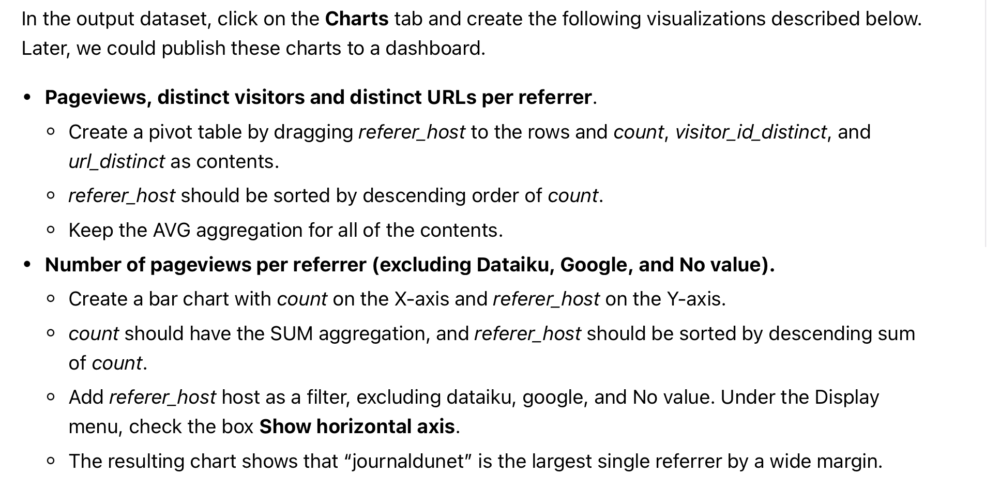 In the output dataset, click on the Charts tab and create the following visualizations described below.
Later, we could publish these charts to a dashboard.
• Pageviews, distinct visitors and distinct URLs per referrer.
◦ Create a pivot table by dragging referer_host to the rows and count, visitor_id_distinct, and
url_distinct as contents.
◦ referer_host should be sorted by descending order of count.
◦ Keep the AVG aggregation for all of the contents.
• Number of pageviews per referrer (excluding Dataiku, Google, and No value).
◦ Create a bar chart with count on the X-axis and referer_host on the Y-axis.
◦ count should have the SUM aggregation, and referer_host should be sorted by descending sum
of count.
◦ Add referer_host host as a filter, excluding dataiku, google, and No value. Under the Display
menu, check the box Show horizontal axis.
◦ The resulting chart shows that “journaldunet” is the largest single referrer by a wide margin.